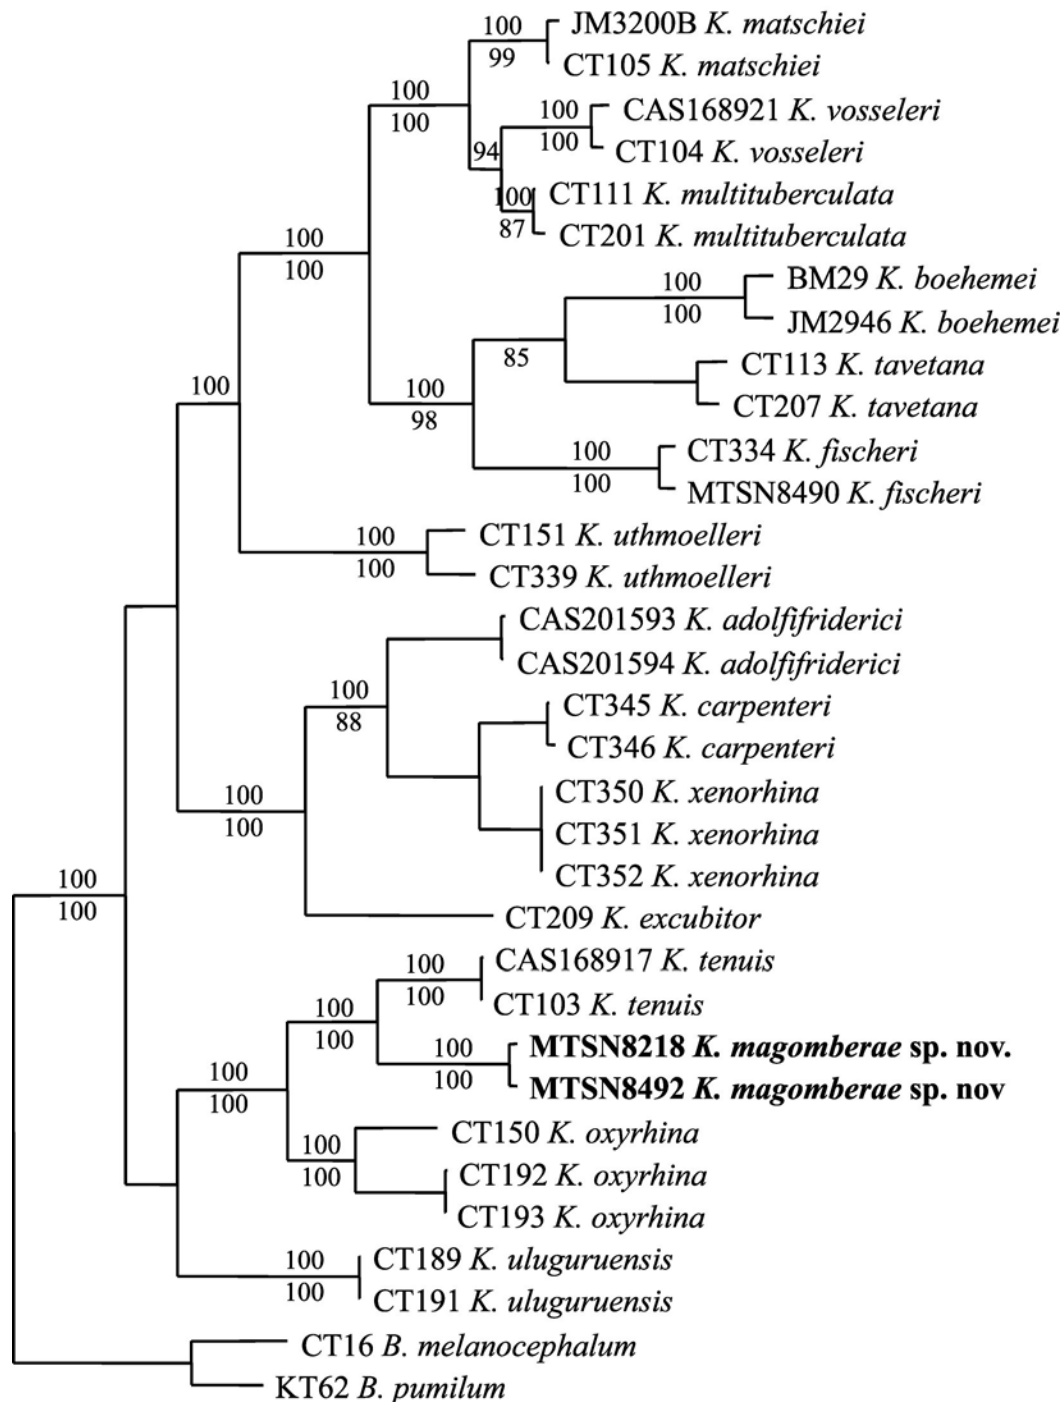 100
99
JM3200B K. matschiei
CT105 K. matschiei
100
100
100
100
CAS168921 K. vosseleri
CT104 K. vosseleri
94
100
87
CT111 K. multituberculata
CT201 K. multituberculata
100
100
100
100
BM29 K. boehemei
JM2946 K. boehemei
85
CT113 K. tavetana
CT207 K. tavetana
100
100
98
100
100
CT334 K. fischeri
MTSN8490 K. fischeri
100
100
CT151 K. uthmoelleri
CT339 K. uthmoelleri
CAS201593 K. adolfifriderici
CAS201594 K. adolfifriderici
100
88
CT345 K. carpenteri
CT346 K. carpenteri
100
100
CT350 K. xenorhina
CT351 K. xenorhina
CT352 K. xenorhina
100
100
CT209 K. excubitor
100
100
CAS168917 K. tenuis
CT103 K. tenuis
100
100
100
100
MTSN8218 K. magomberae sp. nov.
MTSN8492 K. magomberae sp. nov
100
100
CT150 K. oxyrhina
100
100
CT192 K. oxyrhina
CT193 K. oxyrhina
100
100
CT189 K. uluguruensis
CT191 K. uluguruensis
CT16 B. melanocephalum
KT62 B. pumilum